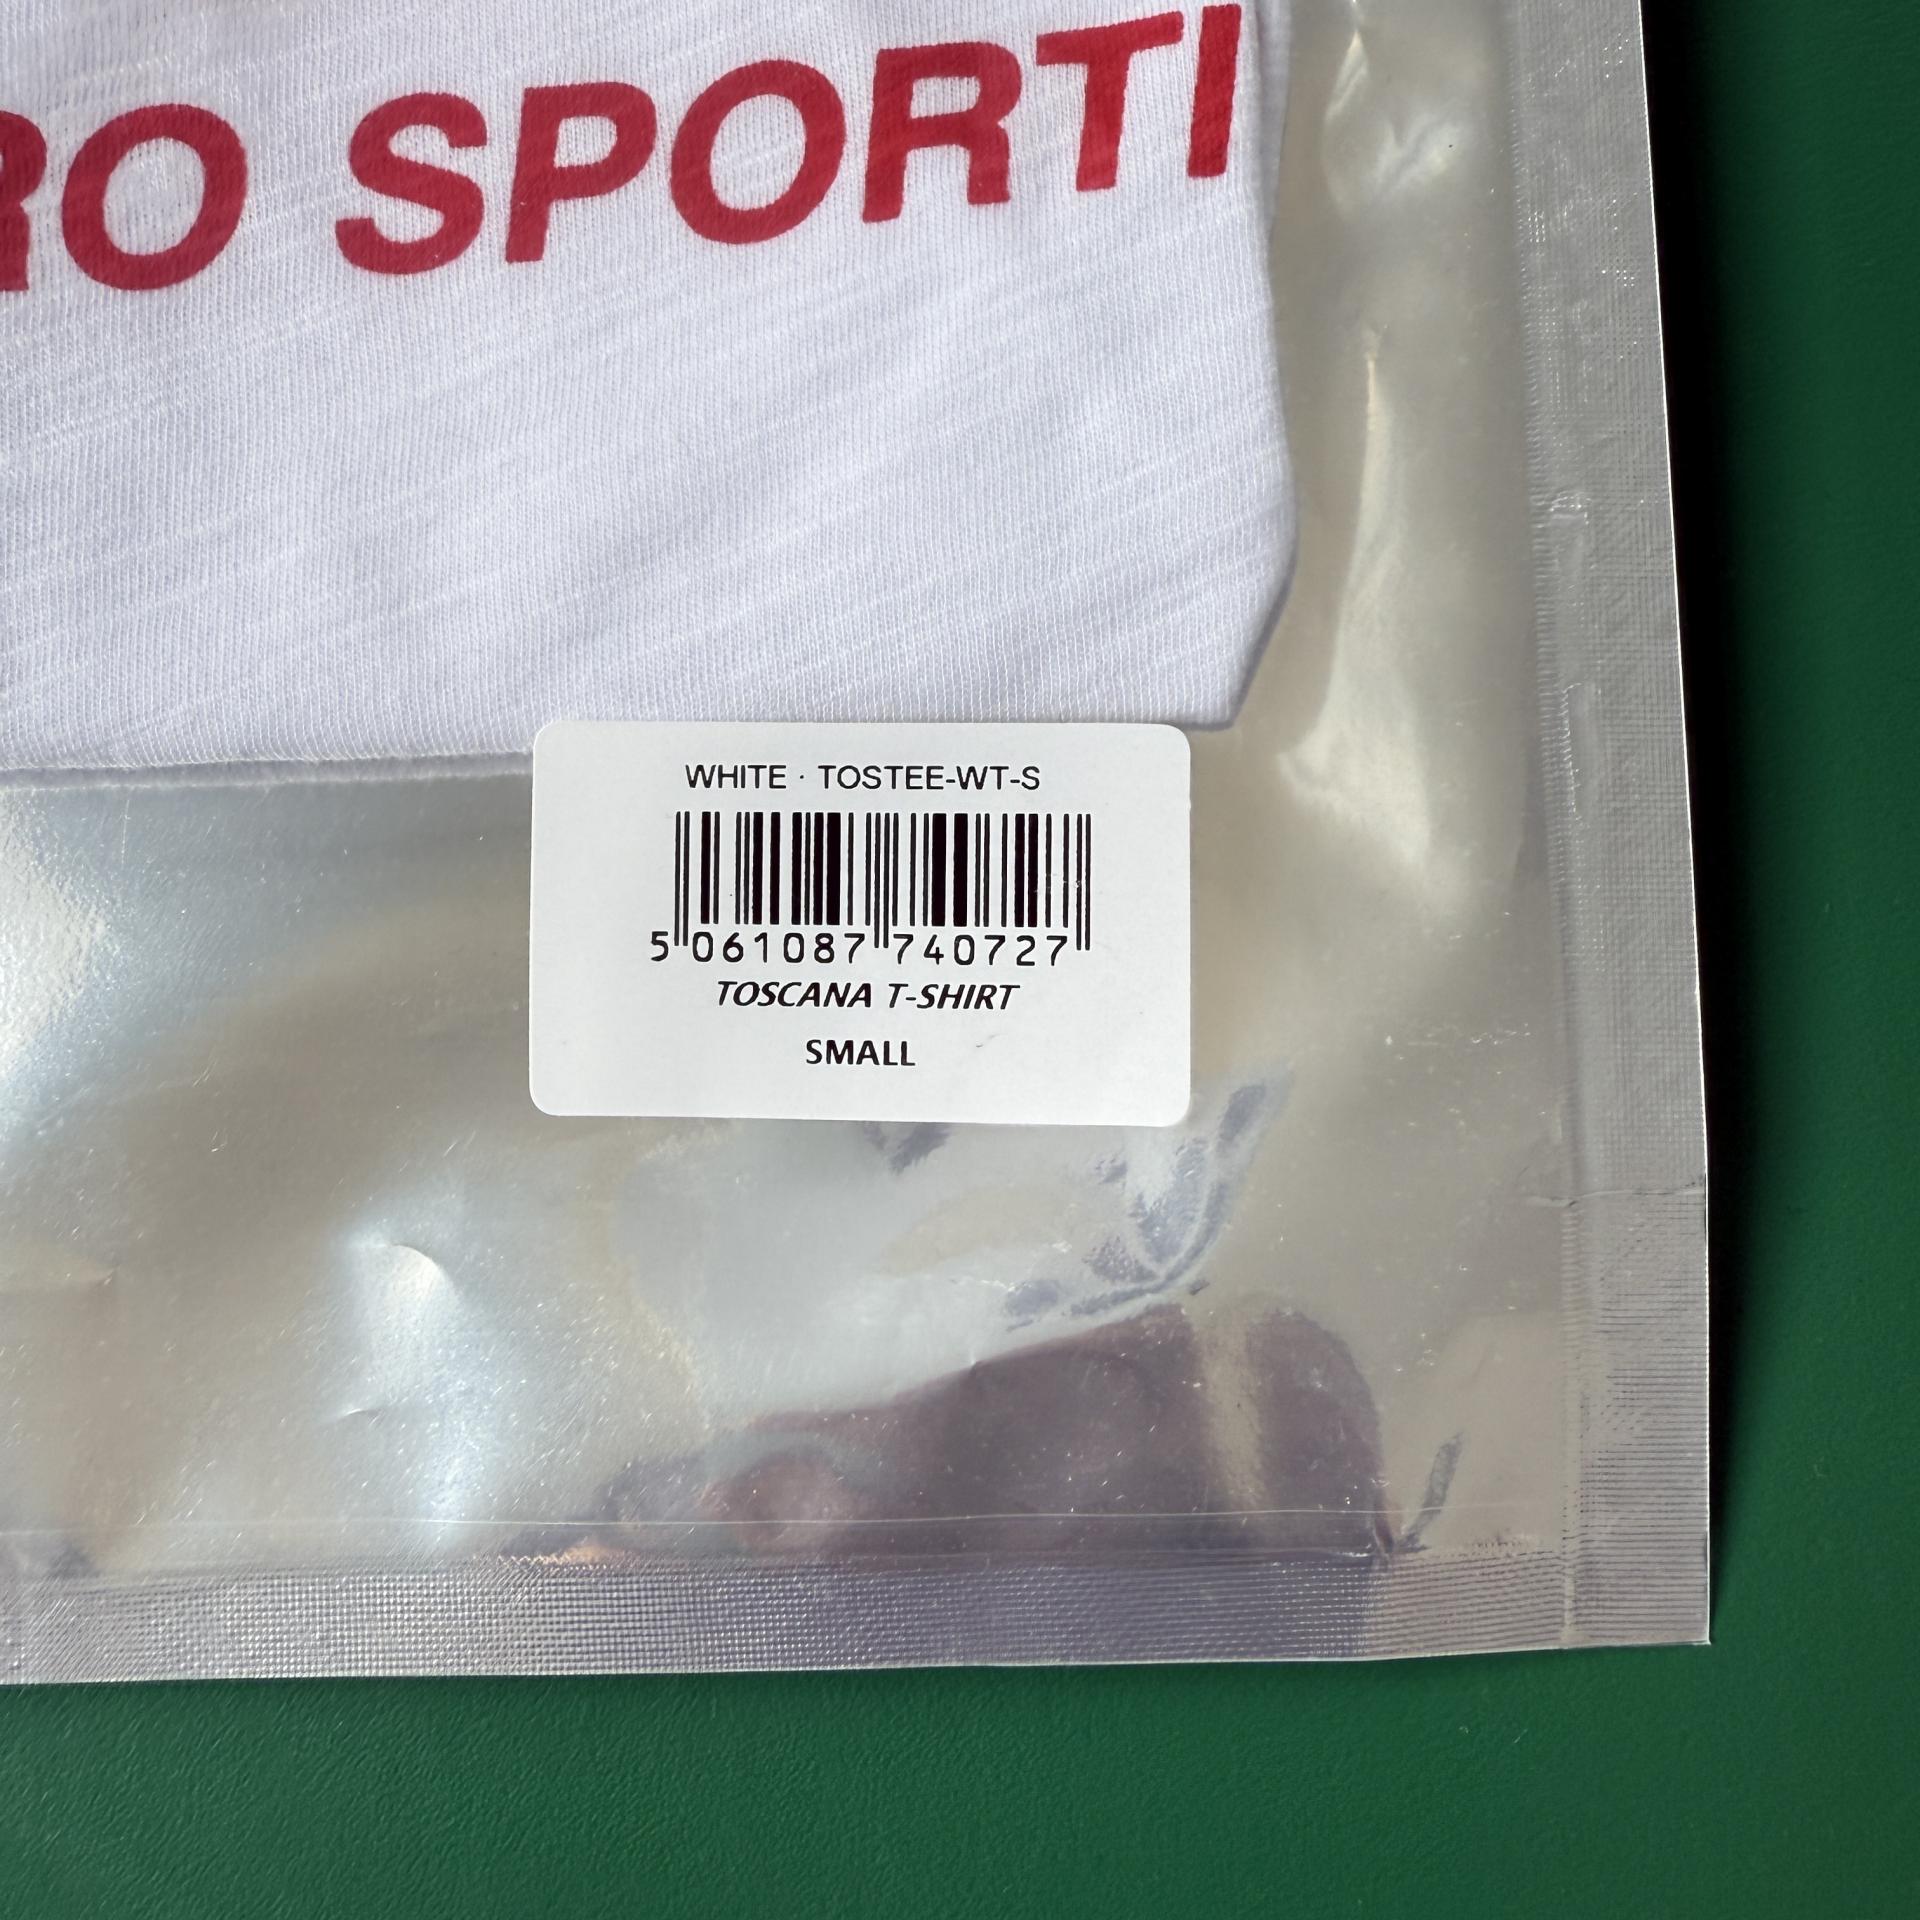 RO SPORTI
WHITE · TOSTEE-WT-S
5 061087 740727
TOSCANA T-SHIRT
SMALL